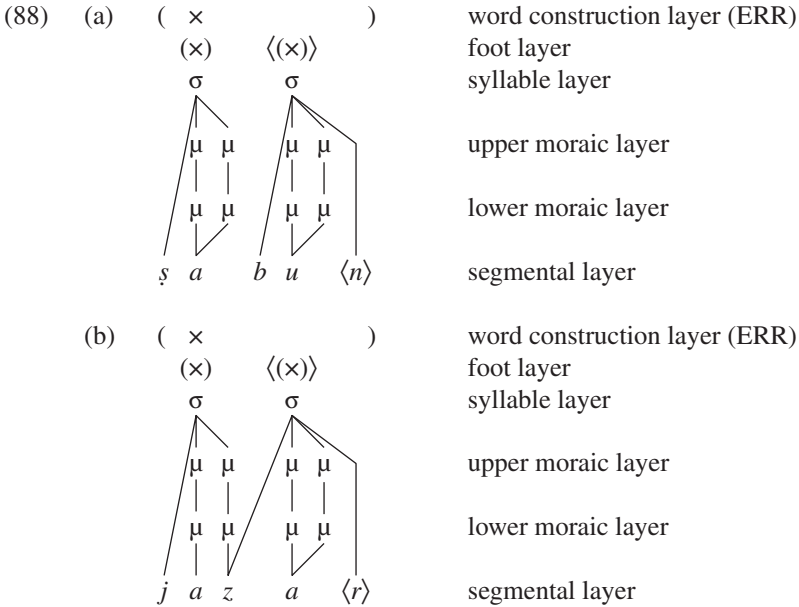 (88) (a) ( × ) word construction layer (ERR)
(×) ⟨(×)⟩ foot layer
σ σ syllable layer
μ μ μ μ upper moraic layer
μ μ μ μ lower moraic layer
ṣ a b u ⟨n⟩ segmental layer
(b) ( × ) word construction layer (ERR)
(×) ⟨(×)⟩ foot layer
σ σ syllable layer
μ μ μ μ upper moraic layer
μ μ μ μ lower moraic layer
j a z a ⟨r⟩ segmental layer